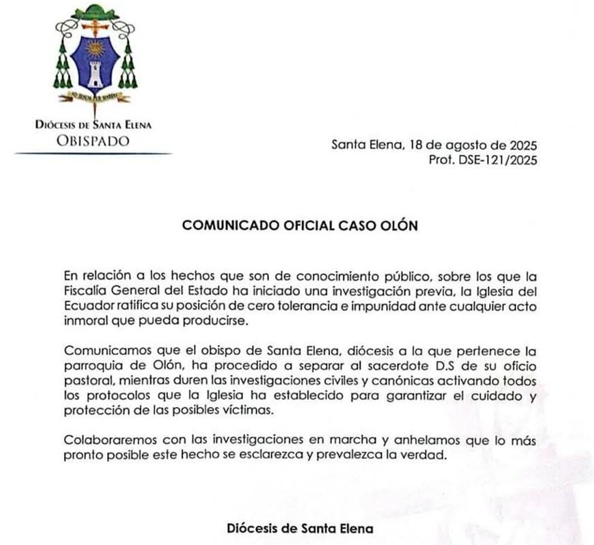 DIÓCESIS DE SANTA ELENA
OBISPADO
Santa Elena, 18 de agosto de 2025
Prot. DSE-121/2025
COMUNICADO OFICIAL CASO OLÓN
En relación a los hechos que son de conocimiento público, sobre los que la
Fiscalía General del Estado ha iniciado una investigación previa, la Iglesia del
Ecuador ratifica su posición de cero tolerancia e impunidad ante cualquier acto
inmoral que pueda producirse.
Comunicamos que el obispo de Santa Elena, diócesis a la que pertenece la
parroquia de Olón, ha procedido a separar al sacerdote D.S de su oficio
pastoral, mientras duren las investigaciones civiles y canónicas activando todos
los protocolos que la Iglesia ha establecido para garantizar el cuidado y
protección de las posibles víctimas.
Colaboraremos con las investigaciones en marcha y anhelamos que lo más
pronto posible este hecho se esclarezca y prevalezca la verdad.
Diócesis de Santa Elena